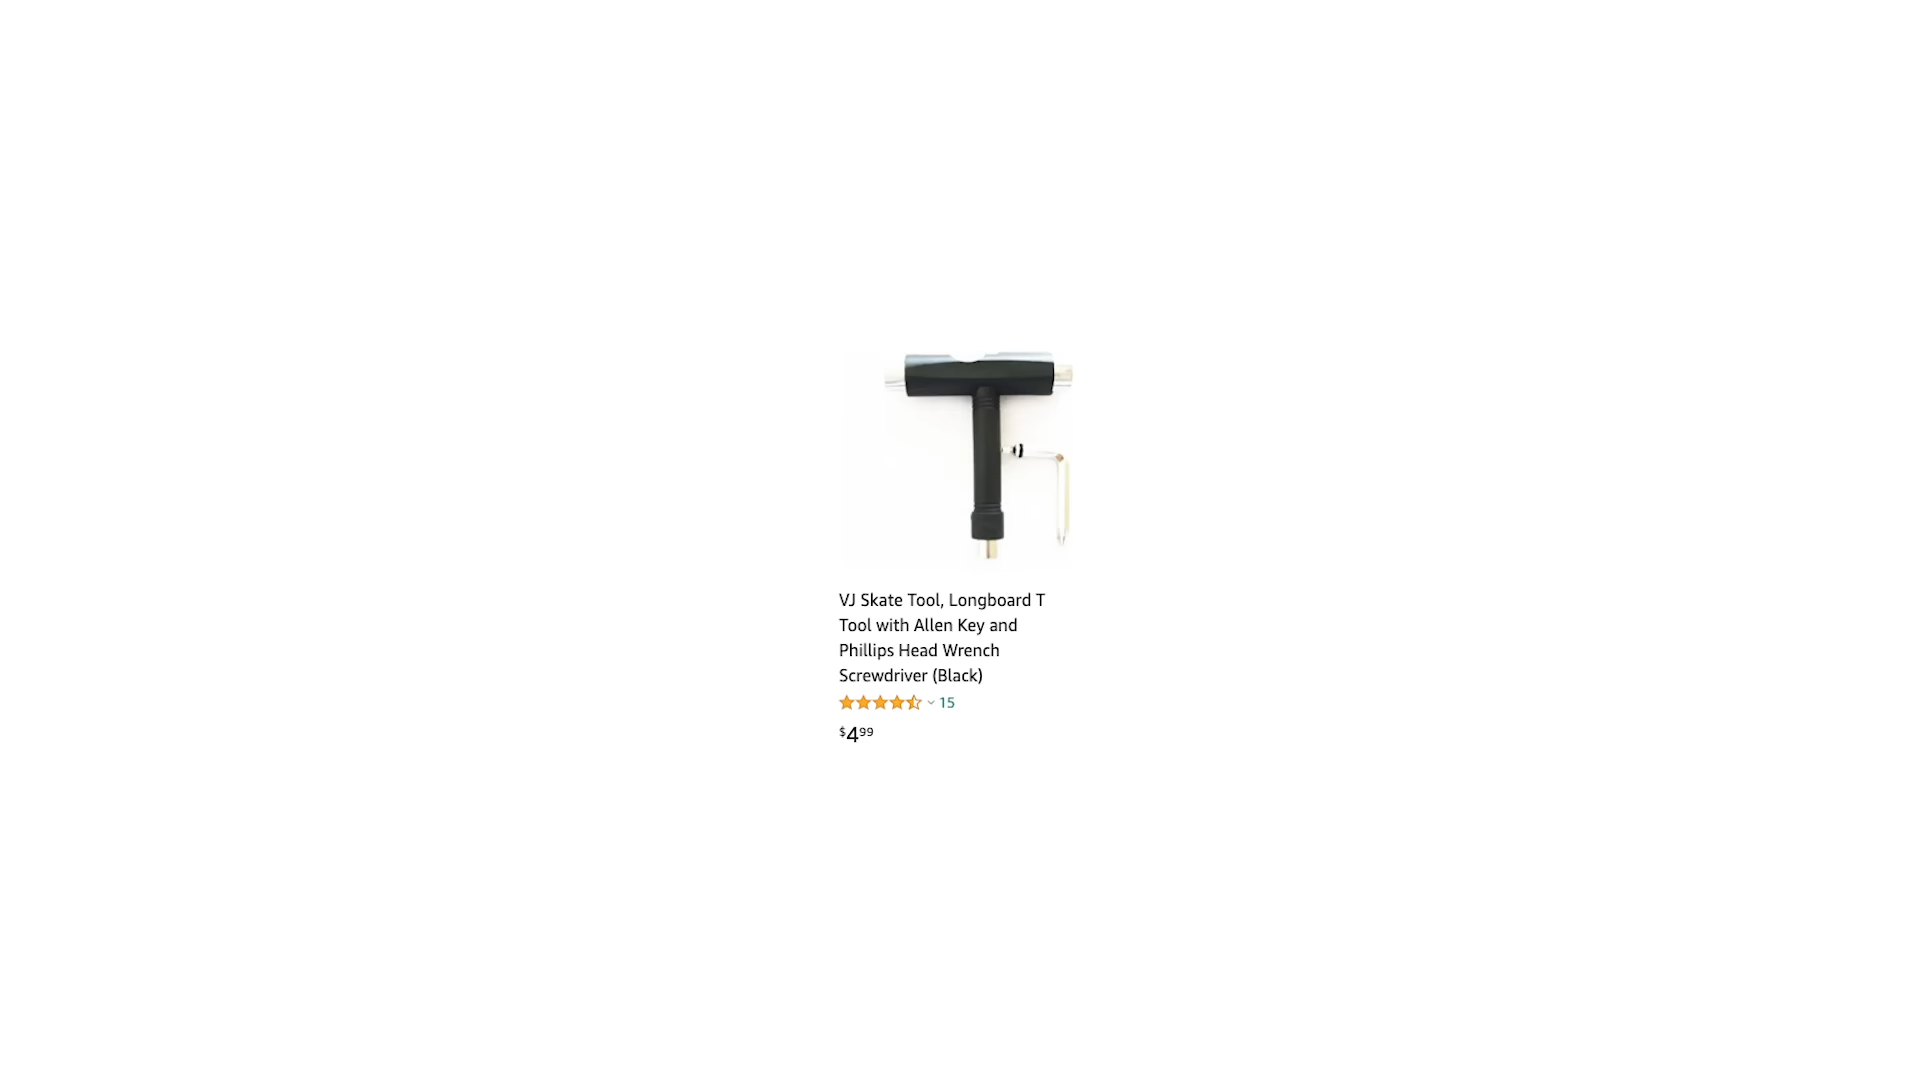 VJ Skate Tool, Longboard T
Tool with Allen Key and
Phillips Head Wrench
Screwdriver (Black)
15
$4.99